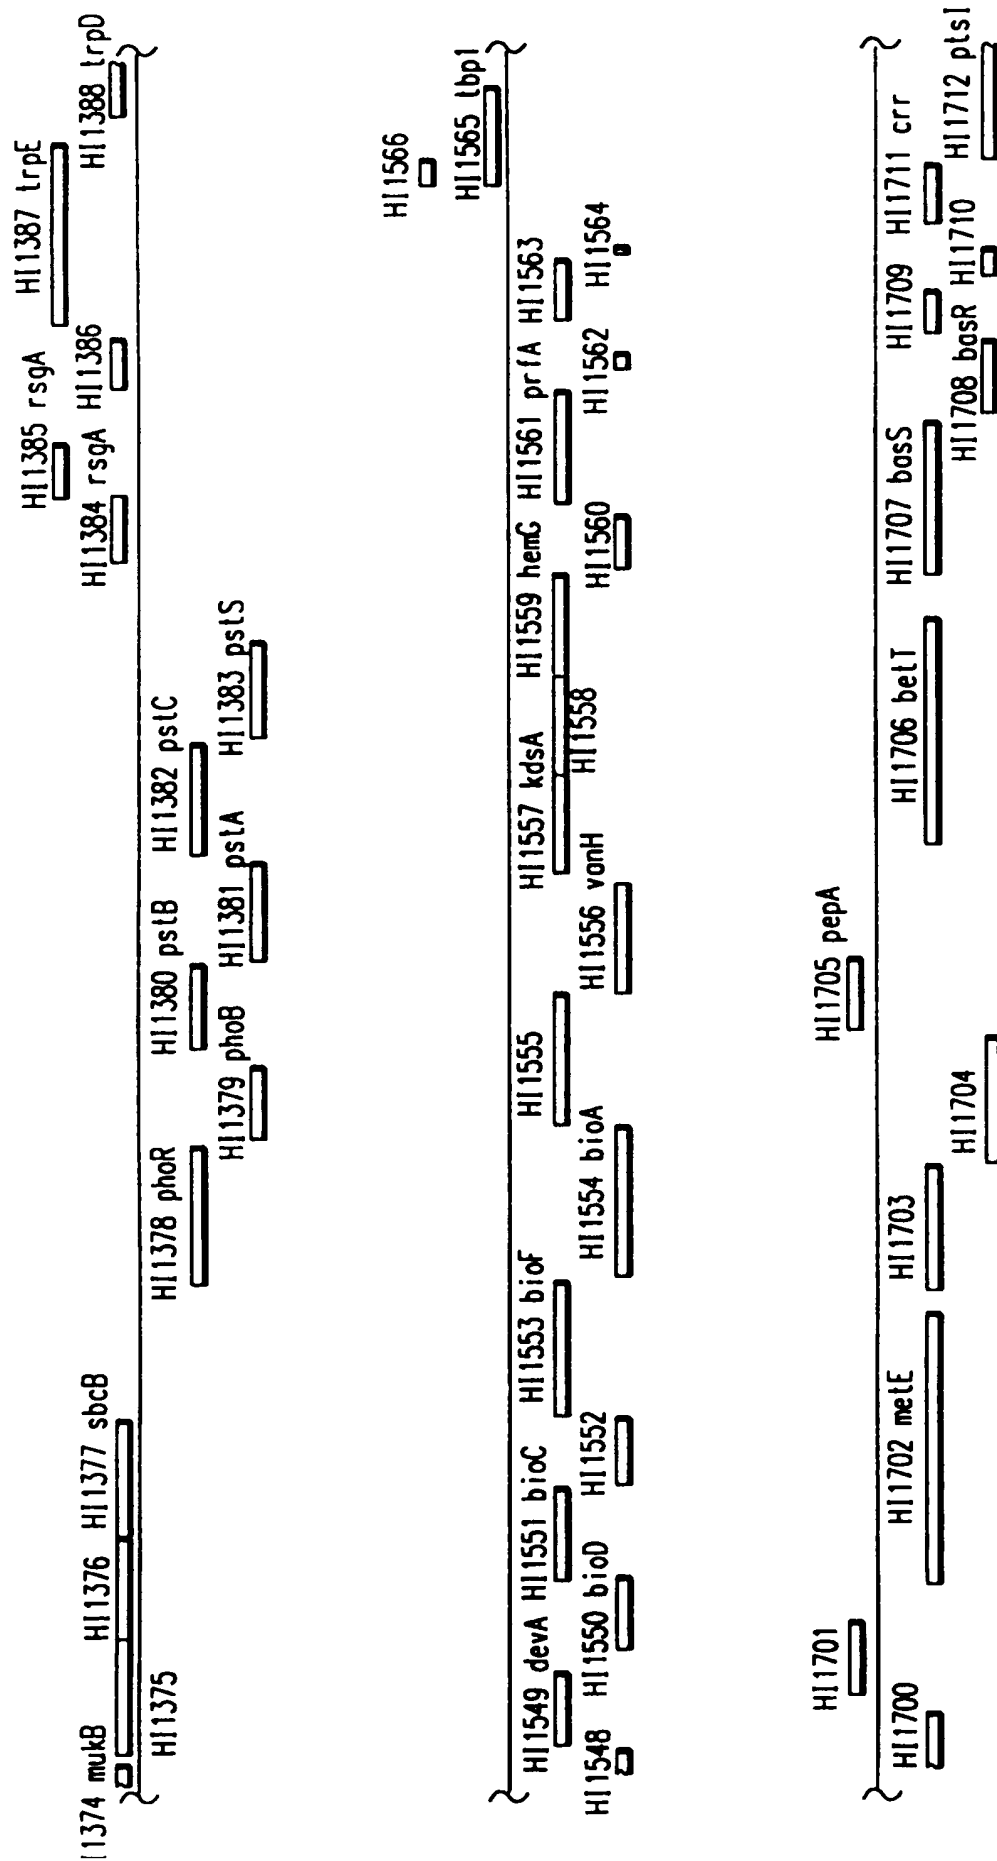 I1374 mukB
HI1375
HI1376
HI1377 sbcB
HI1378 phoR
HI1379 phoB
HI1380 pstB
HI1381 pstA
HI1382 pstC
HI1383 pstS
HI1384 rsgA
HI1385 rsgA
HI1386
HI1387 trpE
HI1388 trpD
HI1548
HI1549 devA
HI1550 bioD
HI1551 bioC
HI1552
HI1553 bioF
HI1554 bioA
HI1555
HI1556 vanH
HI1557 kdsA
HI1558
HI1559 hemG
HI1560
HI1561 prfA
HI1562
HI1563
HI1564
HI1565 tbp1
HI1566
HI1700
HI1701
HI1702 metE
HI1703
HI1704
HI1705 pepA
HI1706 betT
HI1707 basS
HI1708 basR
HI1709
HI1710
HI1711 crr
HI1712 ptsI